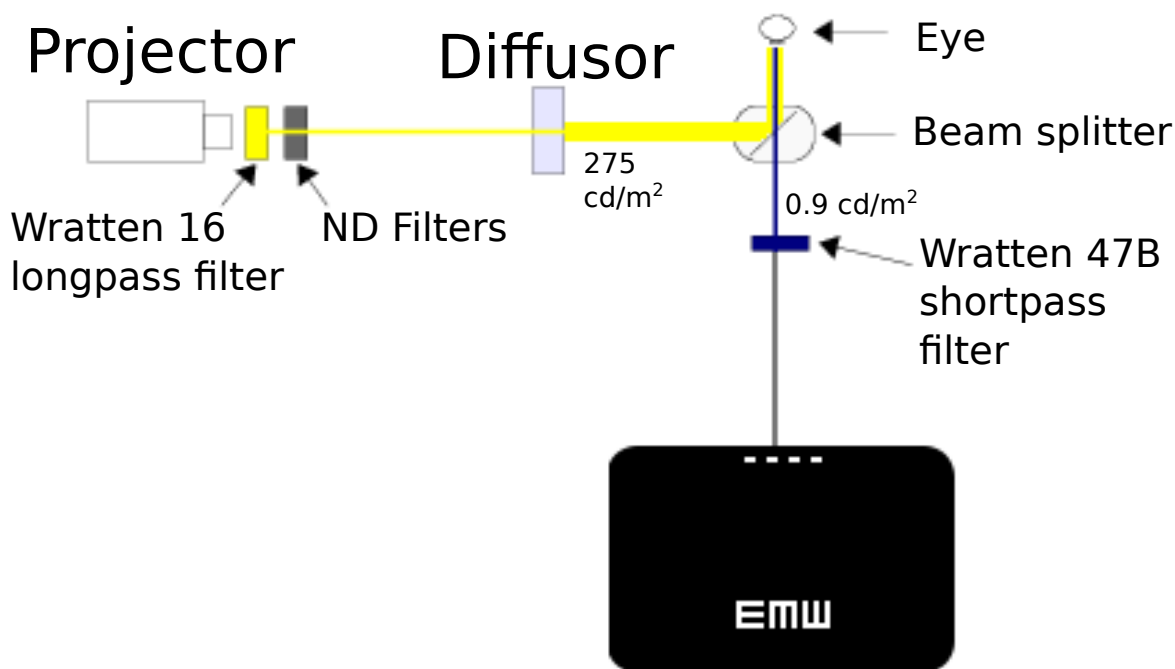 Projector
Diffusor
Eye
Beam splitter
275
cd/m²
0.9 cd/m²
Wratten 16
longpass filter
ND Filters
Wratten 47B
shortpass
filter
EMW